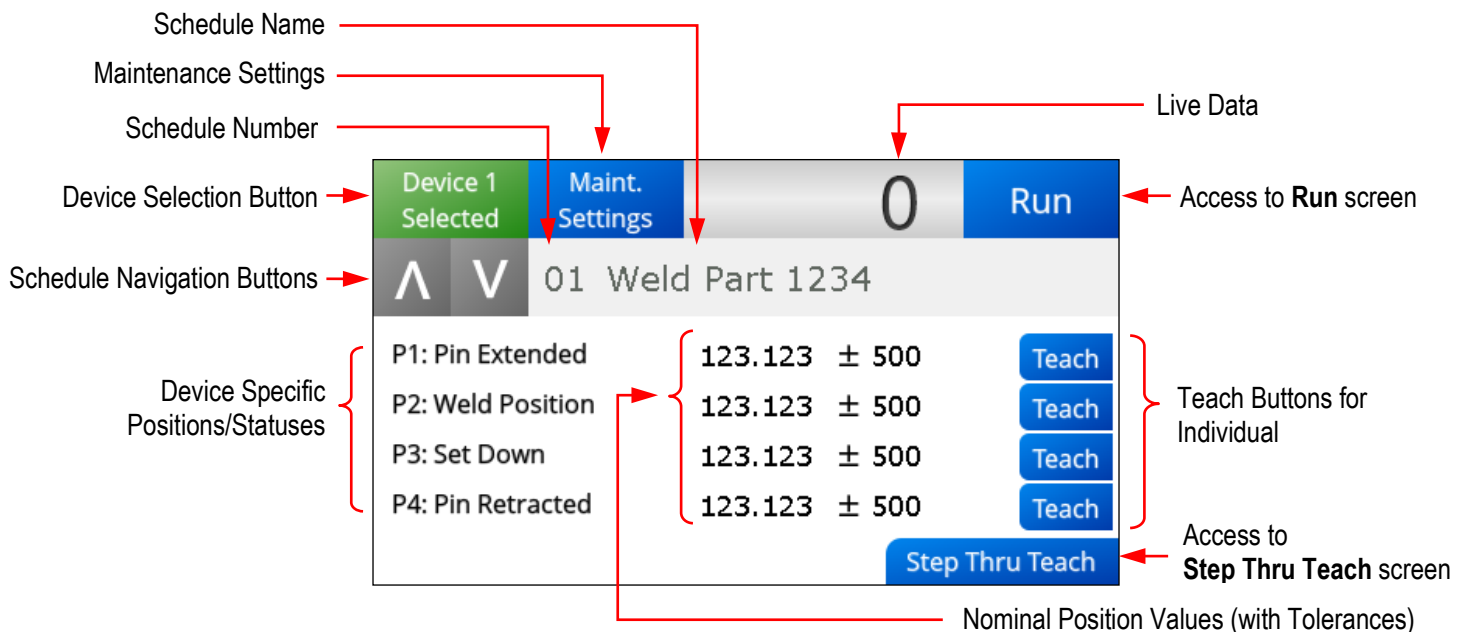 Schedule Name
Maintenance Settings
Schedule Number
Device Selection Button
Schedule Navigation Buttons
Device Specific
Positions/Statuses
Live Data
Access to Run screen
Device 1
Selected
Maint.
Settings
0
Run
Λ V 01 Weld Part 1234
P1: Pin Extended 123.123 ± 500 Teach
P2: Weld Position 123.123 ± 500 Teach
P3: Set Down 123.123 ± 500 Teach
P4: Pin Retracted 123.123 ± 500 Teach
Step Thru Teach
Teach Buttons for
Individual
Access to
Step Thru Teach screen
Nominal Position Values (with Tolerances)